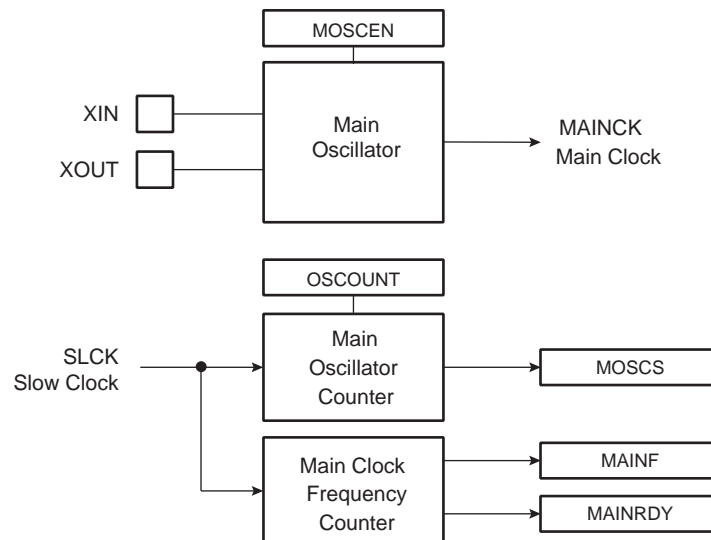 MOSCEN
XIN
XOUT
Main
Oscillator
MAINCK
Main Clock
OSCOUNT
SLCK
Slow Clock
Main
Oscillator
Counter
MOSCS
Main Clock
Frequency
Counter
MAINF
MAINRDY